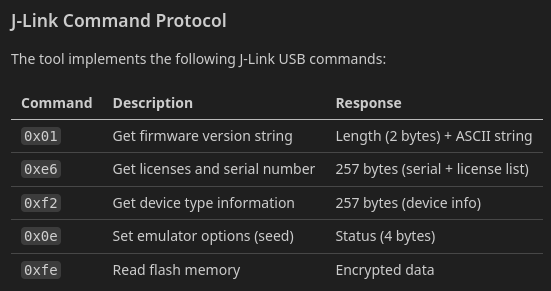 J-Link Command Protocol
The tool implements the following J-Link USB commands:
Command Description Response
0x01 Get firmware version string Length (2 bytes) + ASCII string
0xe6 Get licenses and serial number 257 bytes (serial + license list)
0xf2 Get device type information 257 bytes (device info)
0x0e Set emulator options (seed) Status (4 bytes)
0xfe Read flash memory Encrypted data